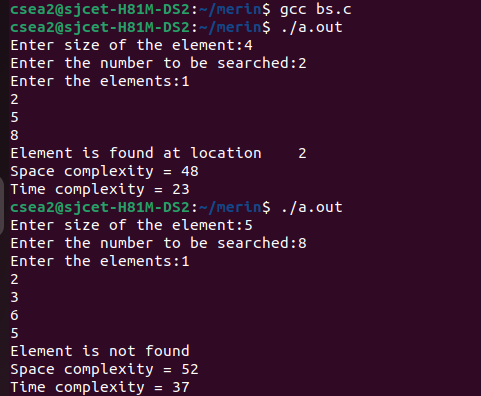 csea2@sjcet-H81M-DS2:~/merin$ gcc bs.c
csea2@sjcet-H81M-DS2:~/merin$ ./a.out
Enter size of the element:4
Enter the number to be searched:2
Enter the elements:1
2
5
8
Element is found at location    2
Space complexity = 48
Time complexity = 23
csea2@sjcet-H81M-DS2:~/merin$ ./a.out
Enter size of the element:5
Enter the number to be searched:8
Enter the elements:1
2
3
6
5
Element is not found
Space complexity = 52
Time complexity = 37